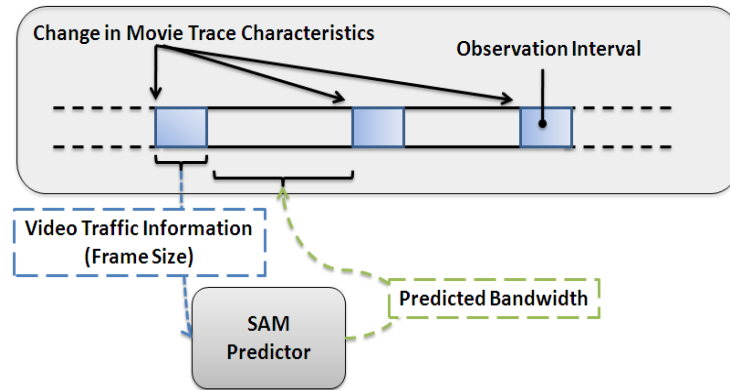 Change in Movie Trace Characteristics
Observation Interval
Video Traffic Information
(Frame Size)
Predicted Bandwidth
SAM
Predictor